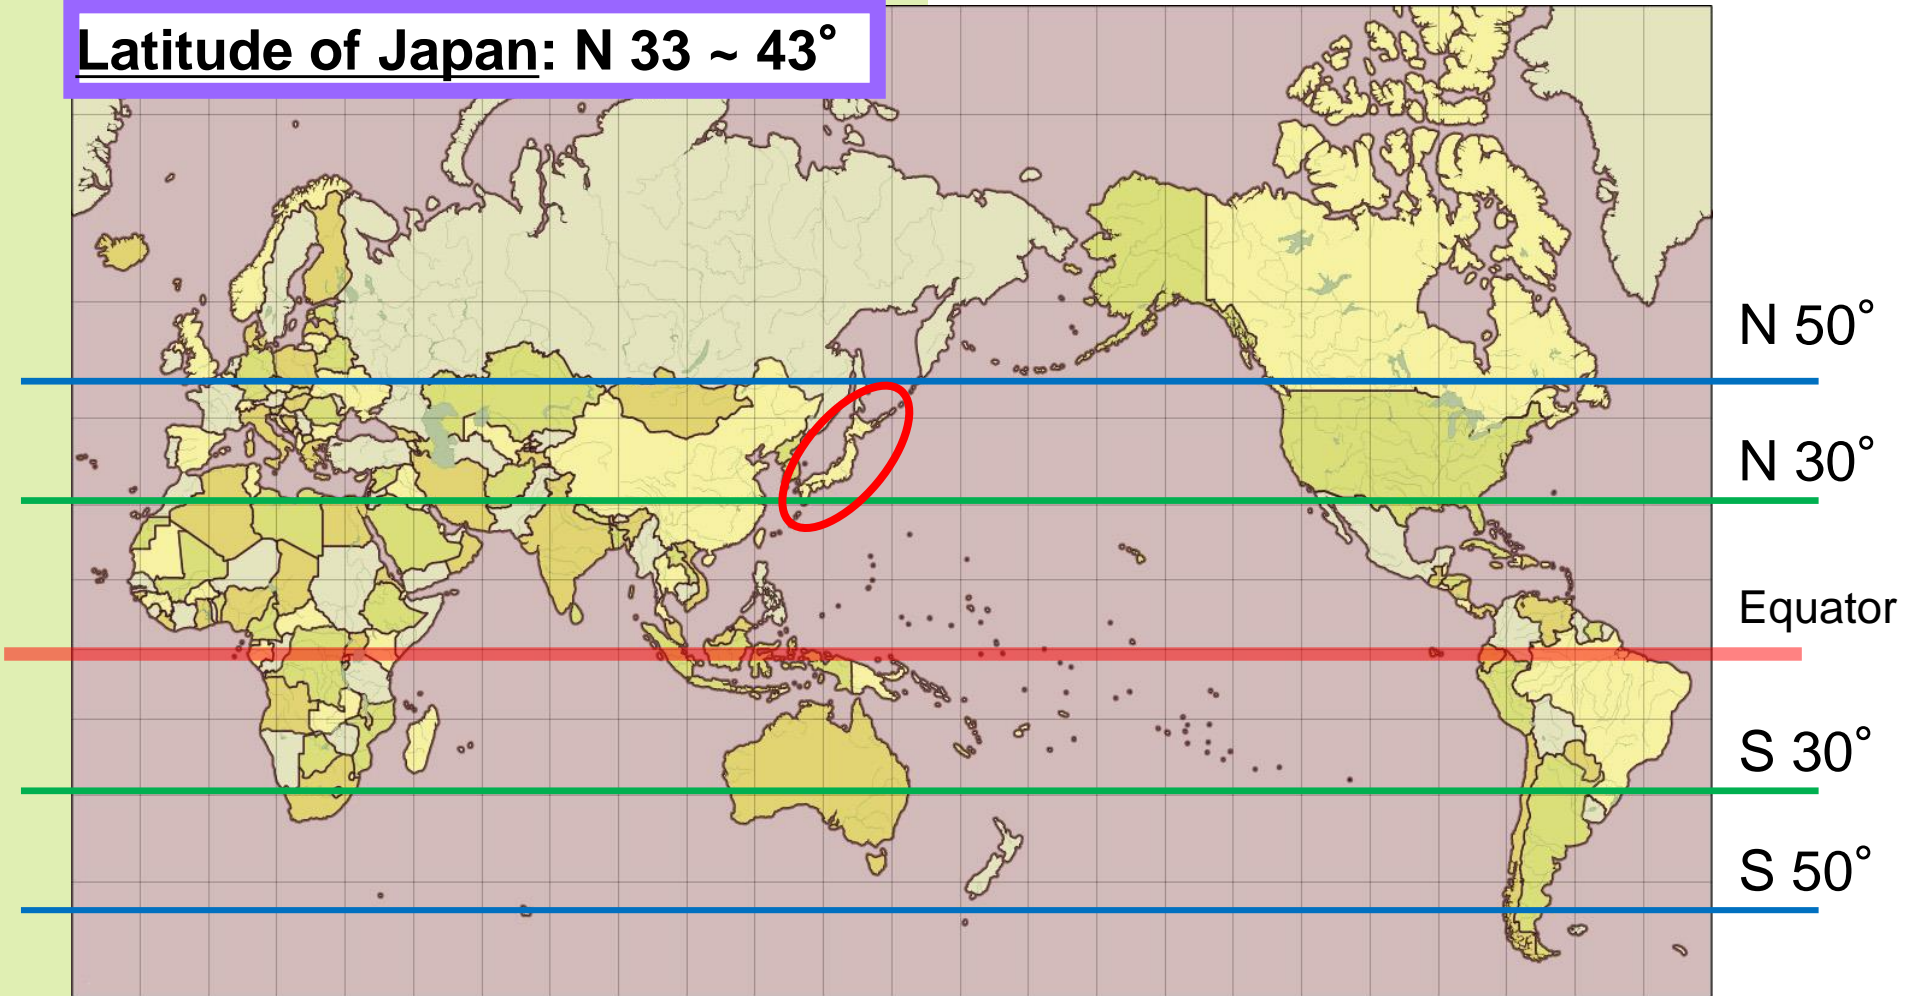 Latitude of Japan: N 33 ~ 43°
N 50°
N 30°
Equator
S 30°
S 50°